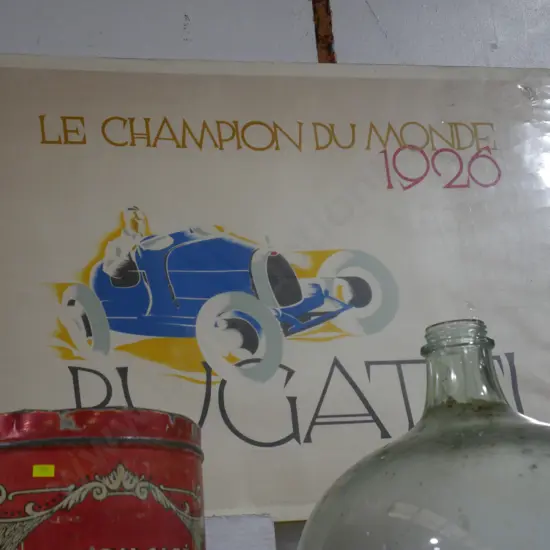 LE CHAMPION DU MONDE
1926
BUGATTI